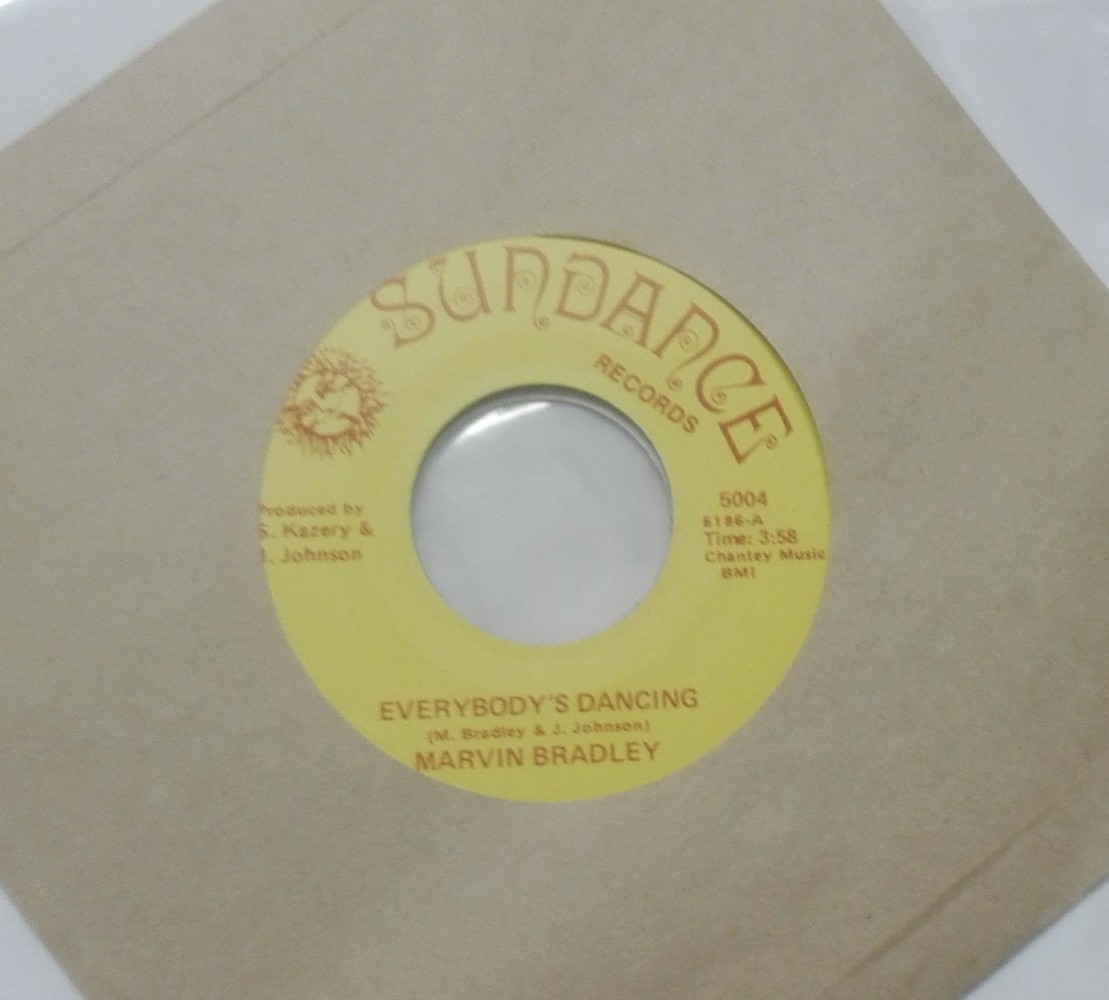 SUNDANCE
RECORDS
Produced by
S. Kazery &
J. Johnson
5004
6186-A
Time: 3:58
Chantey Music
BMI
EVERYBODY'S DANCING
(M. Bradley & J. Johnson)
MARVIN BRADLEY